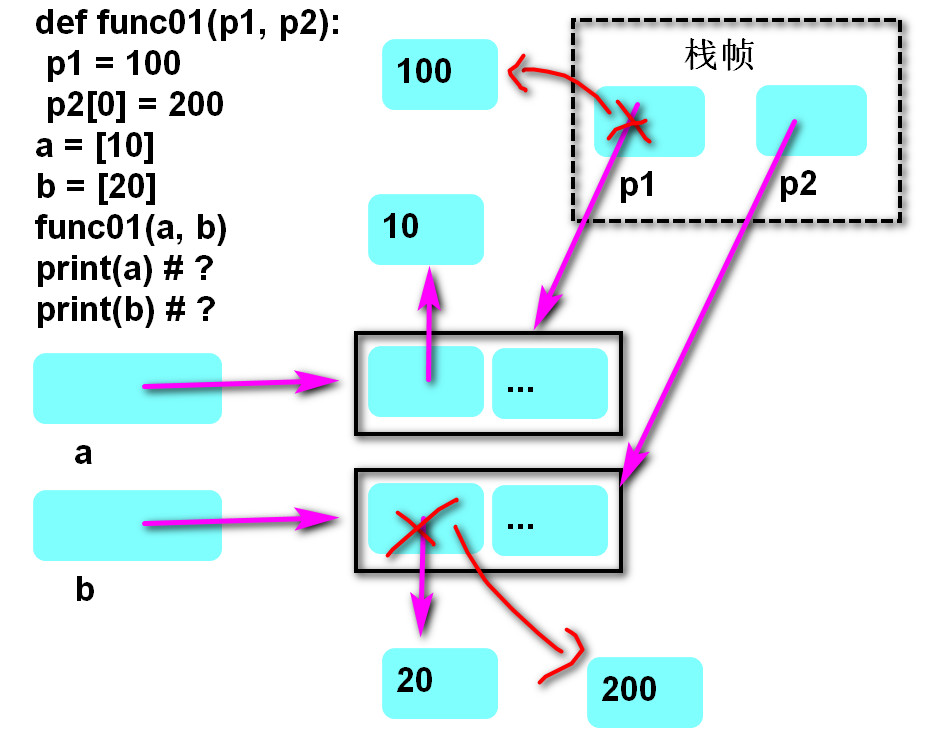 def func01(p1, p2):
 p1 = 100
 p2[0] = 200
a = [10]
b = [20]
func01(a, b)
print(a) # ?
print(b) # ?
100
栈帧
p1
p2
10
...
a
...
b
20
200